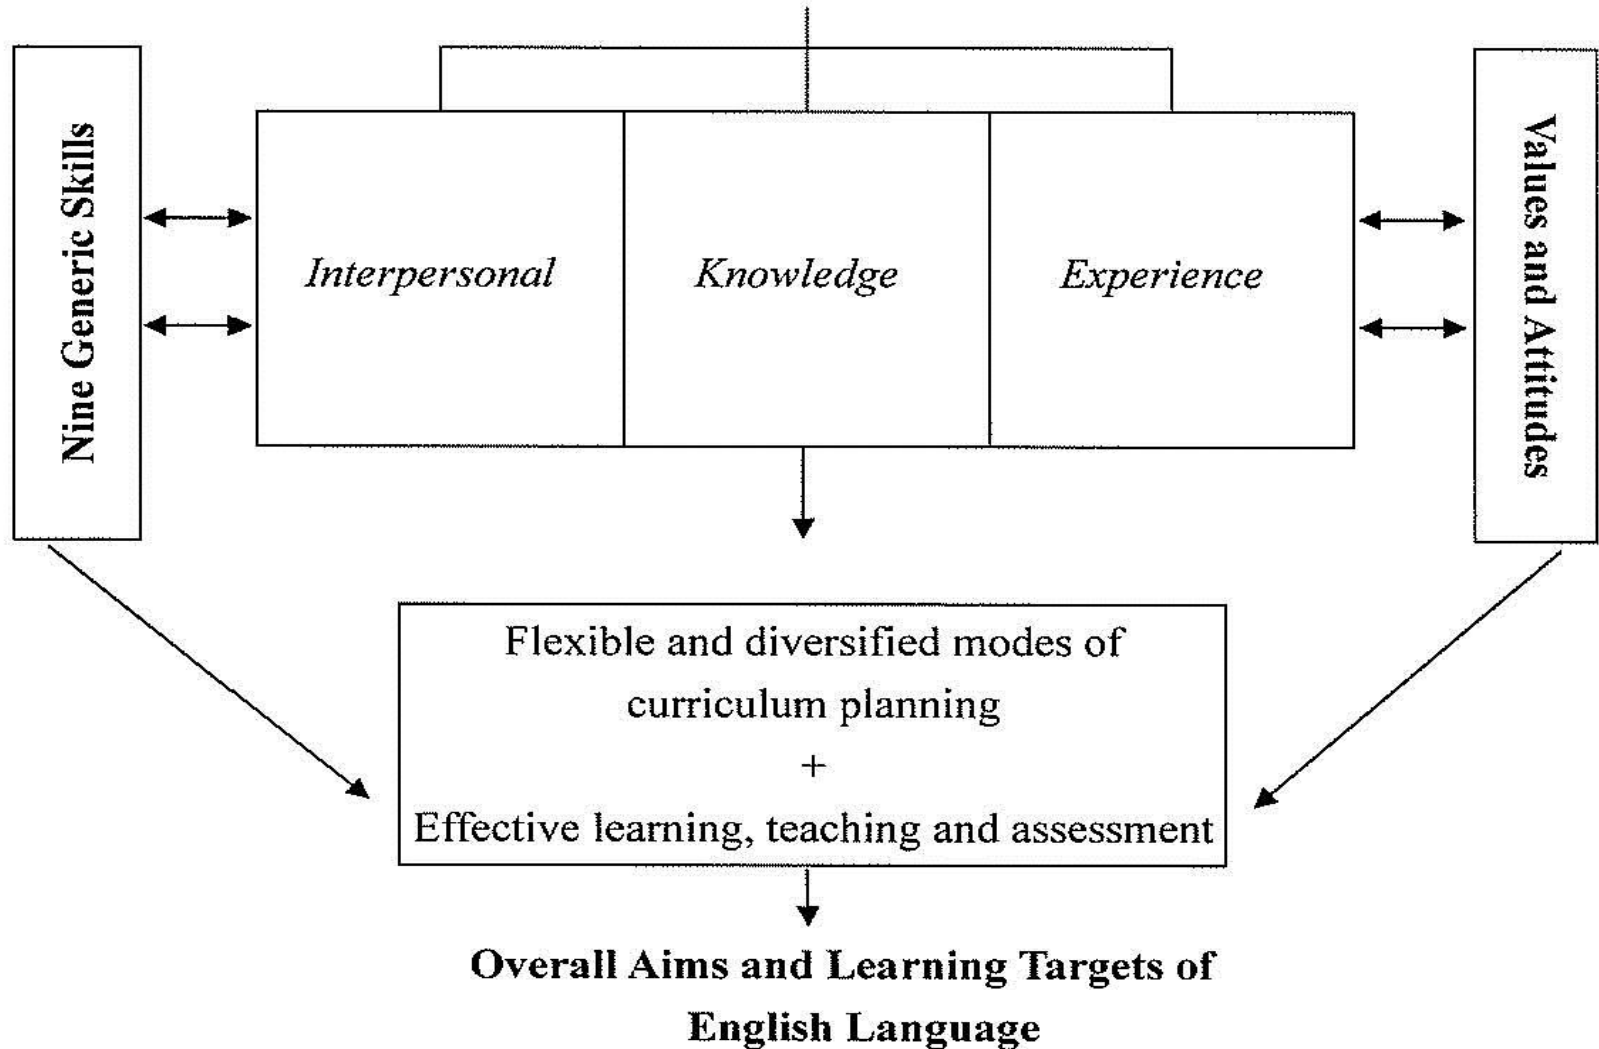 Nine Generic Skills
Interpersonal
Knowledge
Experience
Values and Attitudes
Flexible and diversified modes of
curriculum planning
+
Effective learning, teaching and assessment
Overall Aims and Learning Targets of
English Language